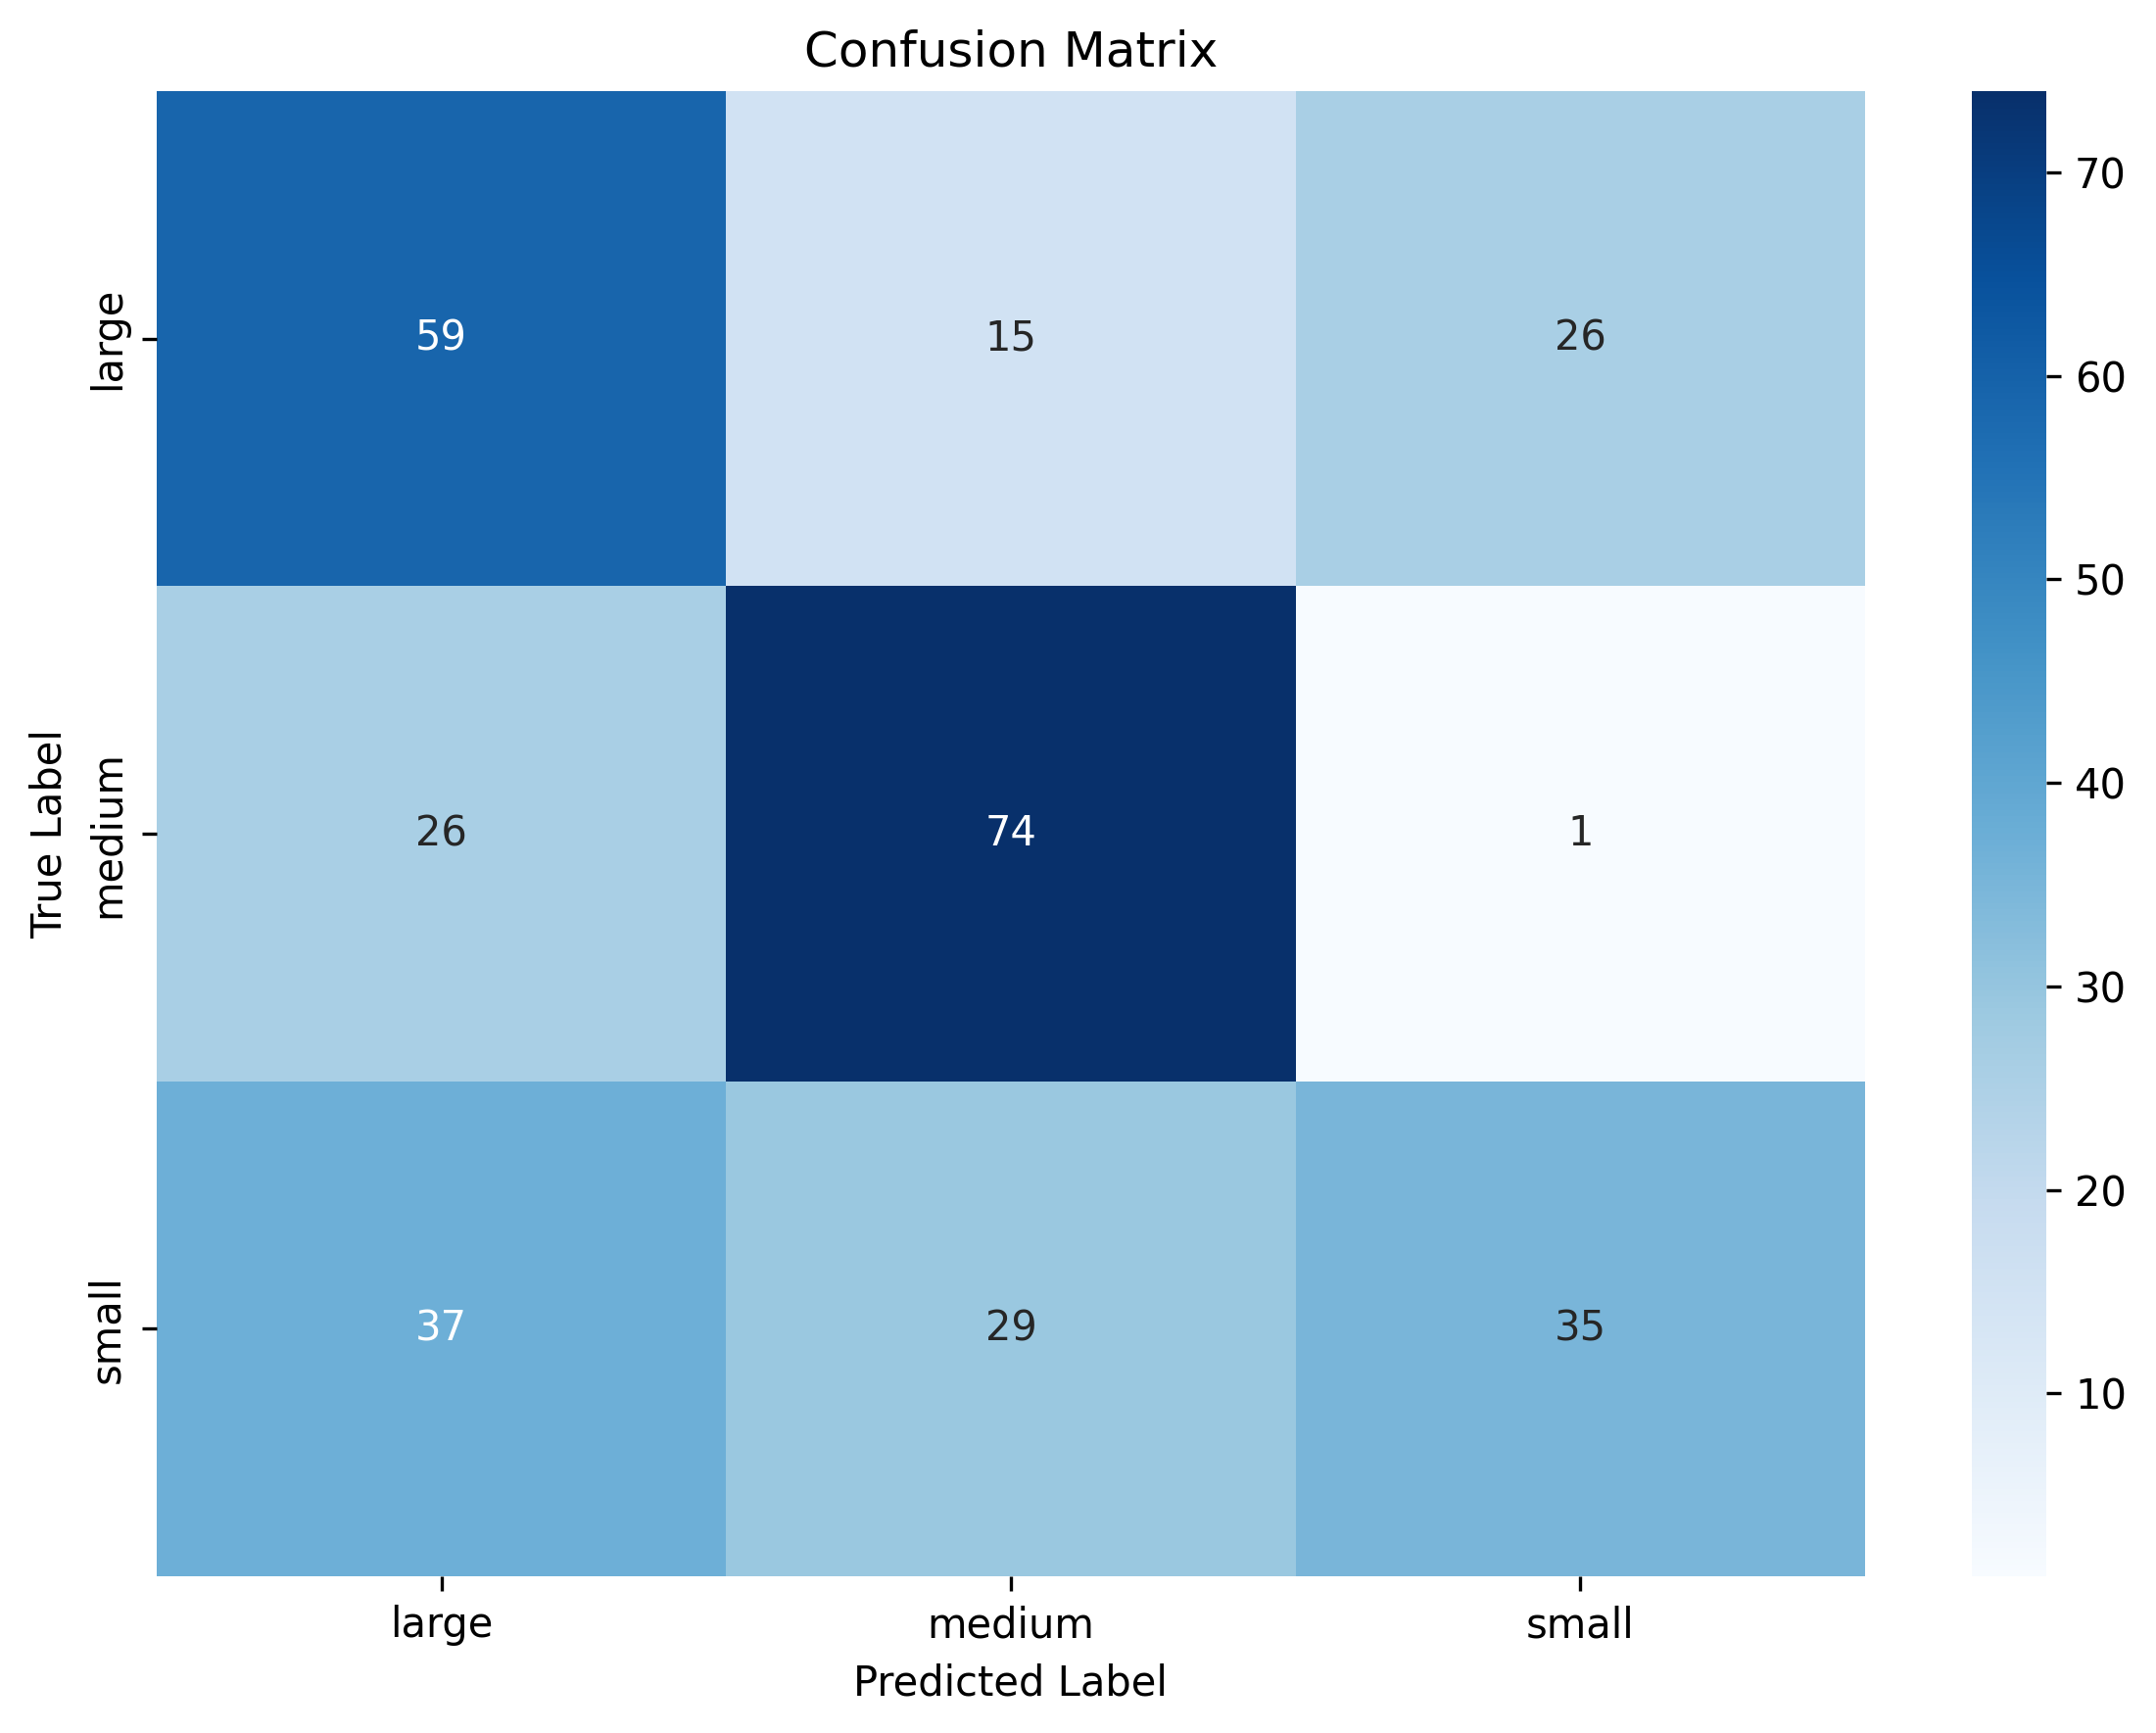 Confusion Matrix
True Label
large
59 15 26
medium
26 74 1
small
37 29 35
large medium small
Predicted Label
70
60
50
40
30
20
10